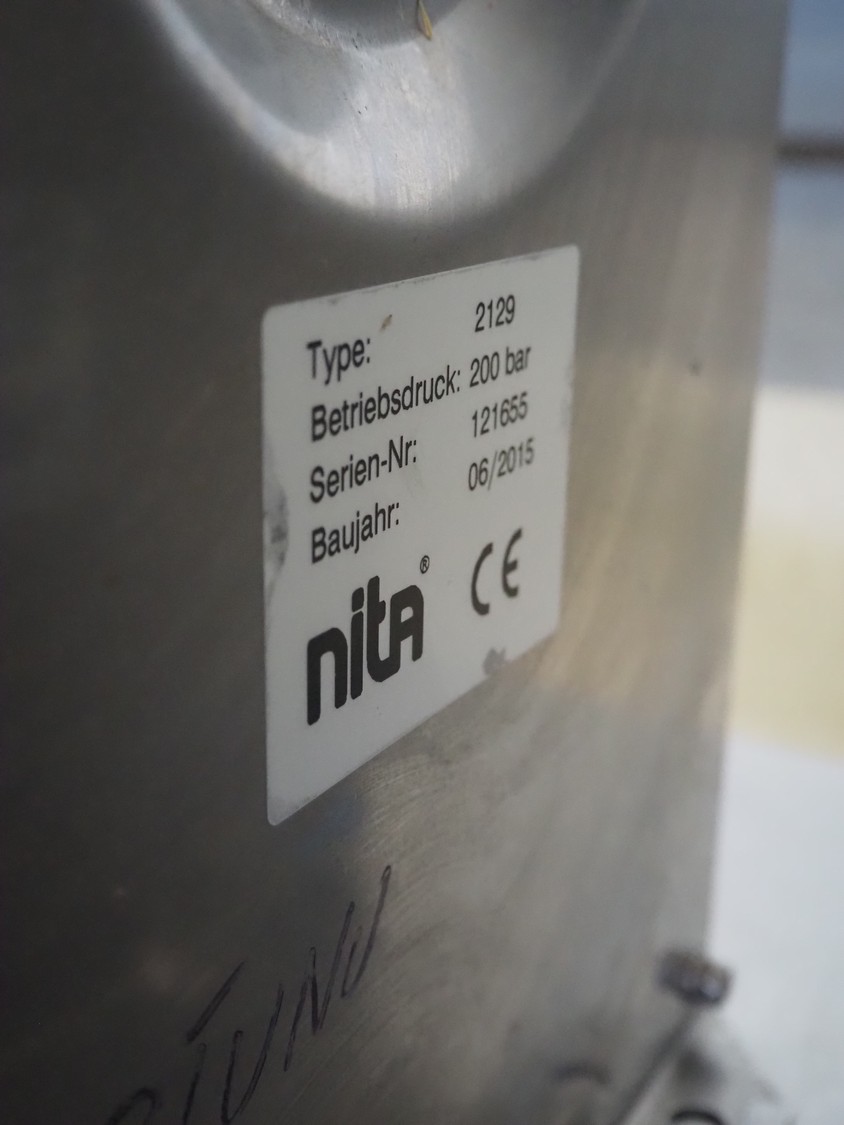 Type: 2129
Betriebsdruck: 200 bar
Serien-Nr: 121655
Baujahr: 06/2015
nita® CE